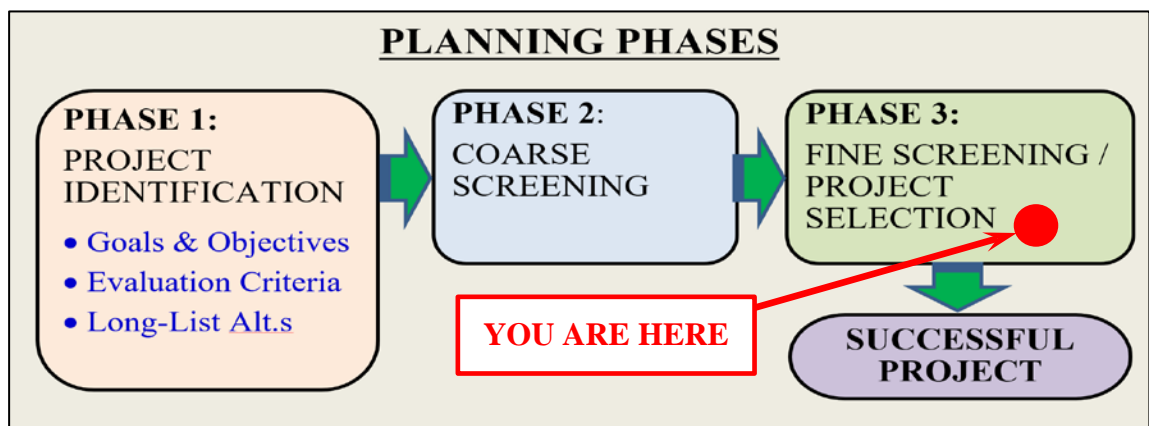 PLANNING PHASES
PHASE 1:
PROJECT
IDENTIFICATION
• Goals & Objectives
• Evaluation Criteria
• Long-List Alt.s
PHASE 2:
COARSE
SCREENING
PHASE 3:
FINE SCREENING /
PROJECT
SELECTION
YOU ARE HERE
SUCCESSFUL
PROJECT